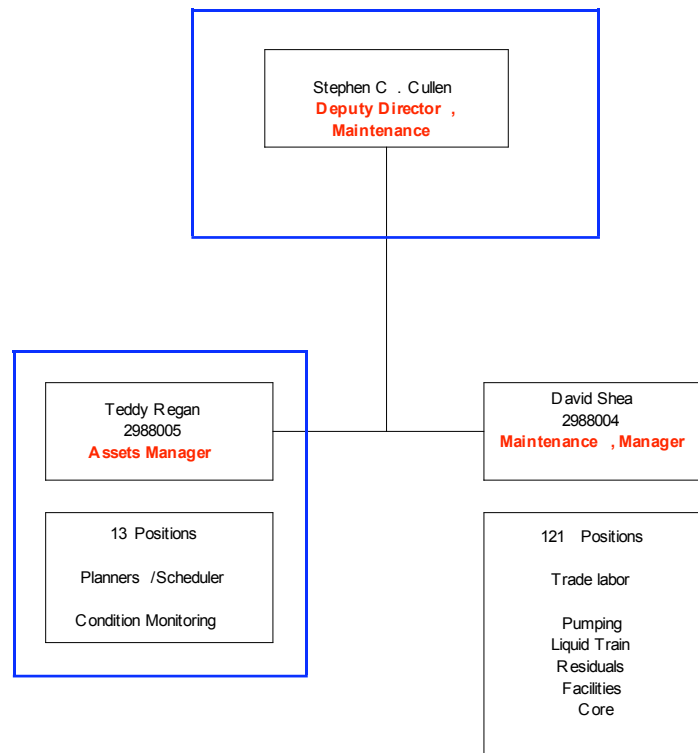 Stephen C . Cullen
Deputy Director ,
Maintenance
Teddy Regan
2988005
Assets Manager
David Shea
2988004
Maintenance , Manager
13 Positions
Planners /Scheduler
Condition Monitoring
121 Positions
Trade labor
Pumping
Liquid Train
Residuals
Facilities
Core